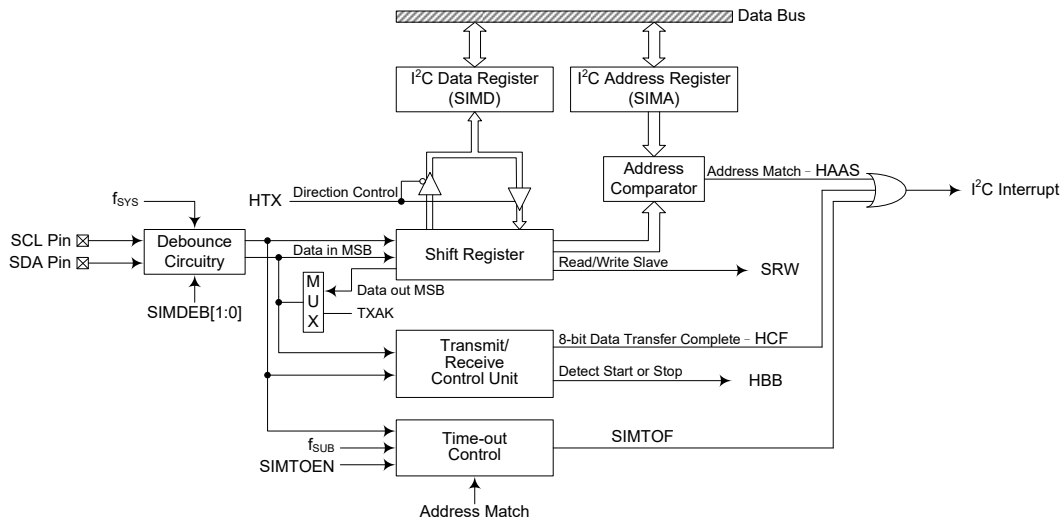 Data Bus
I²C Data Register
(SIMD)
I²C Address Register
(SIMA)
Address
Comparator
Address Match - HAAS
I²C Interrupt
Direction Control
HTX
fSYS
SCL Pin
SDA Pin
Debounce
Circuitry
SIMDEB[1:0]
Data in MSB
Shift Register
Read/Write Slave
SRW
M
U
X
Data out MSB
TXAK
Transmit/
Receive
Control Unit
8-bit Data Transfer Complete - HCF
Detect Start or Stop
HBB
fSUB
SIMTOEN
Time-out
Control
SIMTOF
Address Match